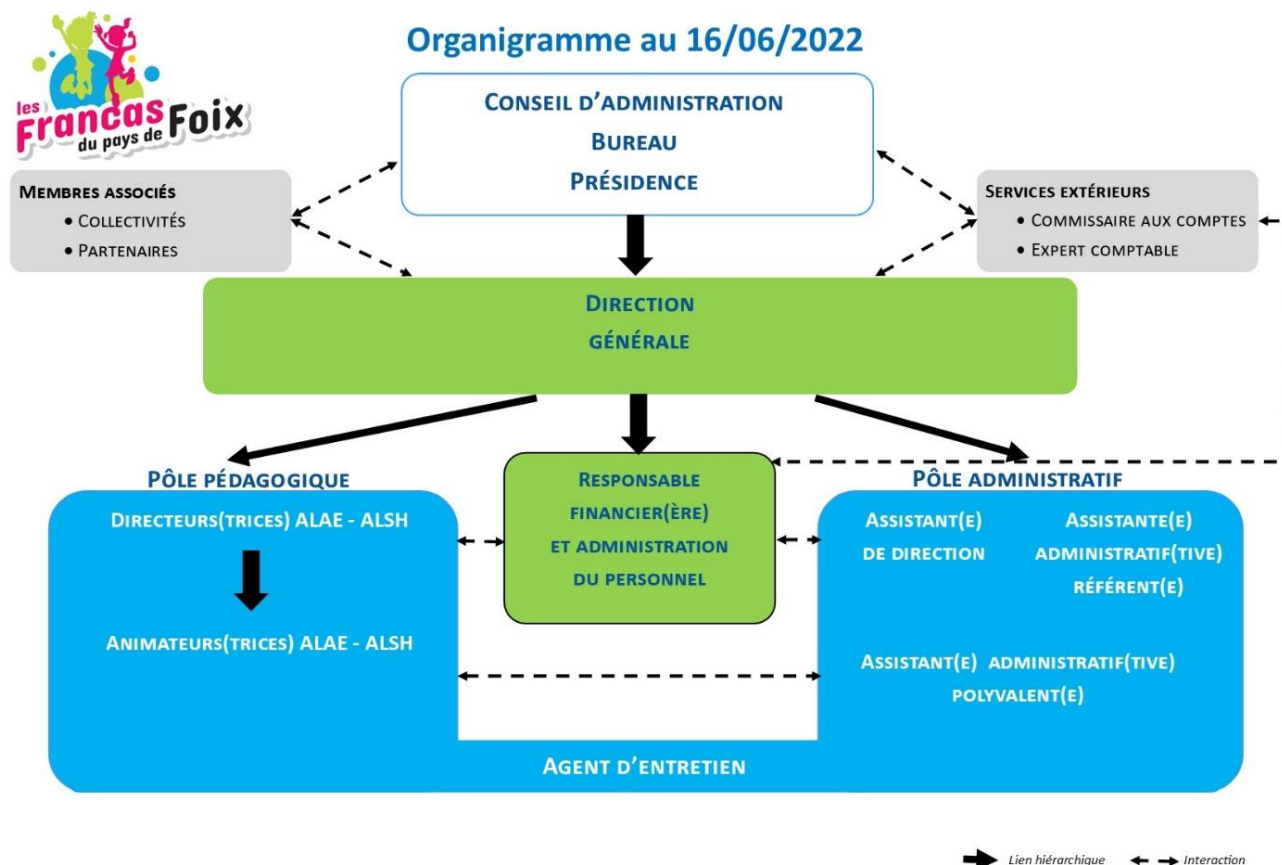 les
Francas
du pays de Foix
Organigramme au 16/06/2022
CONSEIL D'ADMINISTRATION
BUREAU
PRÉSIDENCE
MEMBRES ASSOCIÉS
• COLLECTIVITÉS
• PARTENAIRES
SERVICES EXTÉRIEURS
• COMMISSAIRE AUX COMPTES
• EXPERT COMPTABLE
DIRECTION
GÉNÉRALE
PÔLE PÉDAGOGIQUE
DIRECTEURS(TRICES) ALAE - ALSH
ANIMATEURS(TRICES) ALAE - ALSH
RESPONSABLE
FINANCIER(ÈRE)
ET ADMINISTRATION
DU PERSONNEL
PÔLE ADMINISTRATIF
ASSISTANT(E)
DE DIRECTION
ASSISTANTE(E)
ADMINISTRATIF(TIVE)
RÉFÉRENT(E)
ASSISTANT(E) ADMINISTRATIF(TIVE)
POLYVALENT(E)
AGENT D'ENTRETIEN
Lien hiérarchique
Interaction